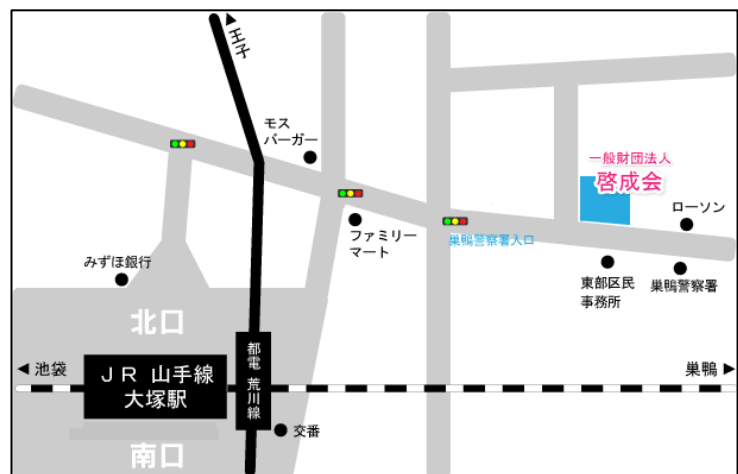 王子
モス
バーガー
一般財団法人
啓成会
ローソン
ファミリー
マート
巣鴨警察署入口
みずほ銀行
東部区民
事務所
巣鴨警察署
北口
◀ 池袋
巣鴨 ▶
ＪＲ 山手線
大塚駅
都電 荒川線
交番
南口